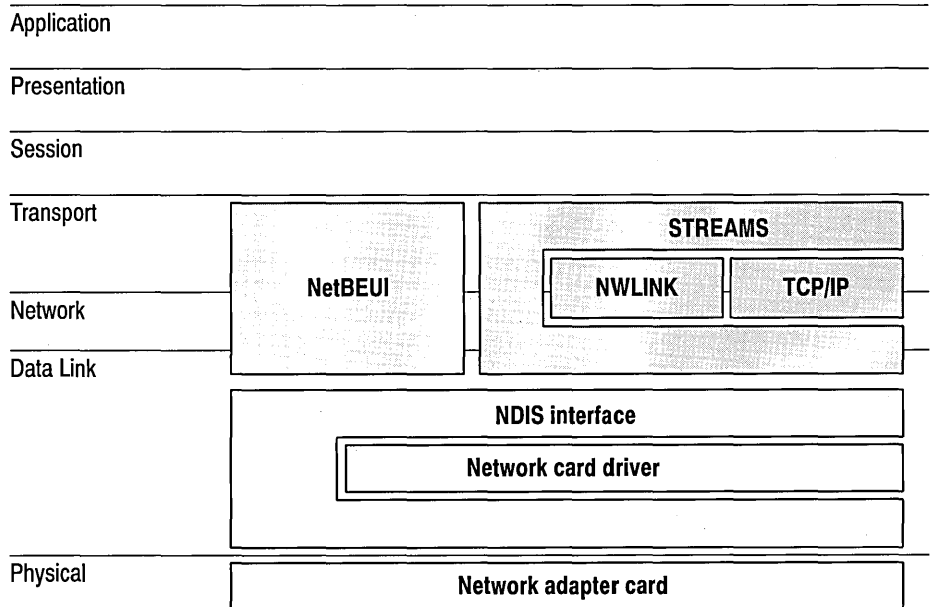 Application
Presentation
Session
Transport
STREAMS
NetBEUI
NWLINK
TCP/IP
Network
Data Link
NDIS interface
Network card driver
Physical
Network adapter card